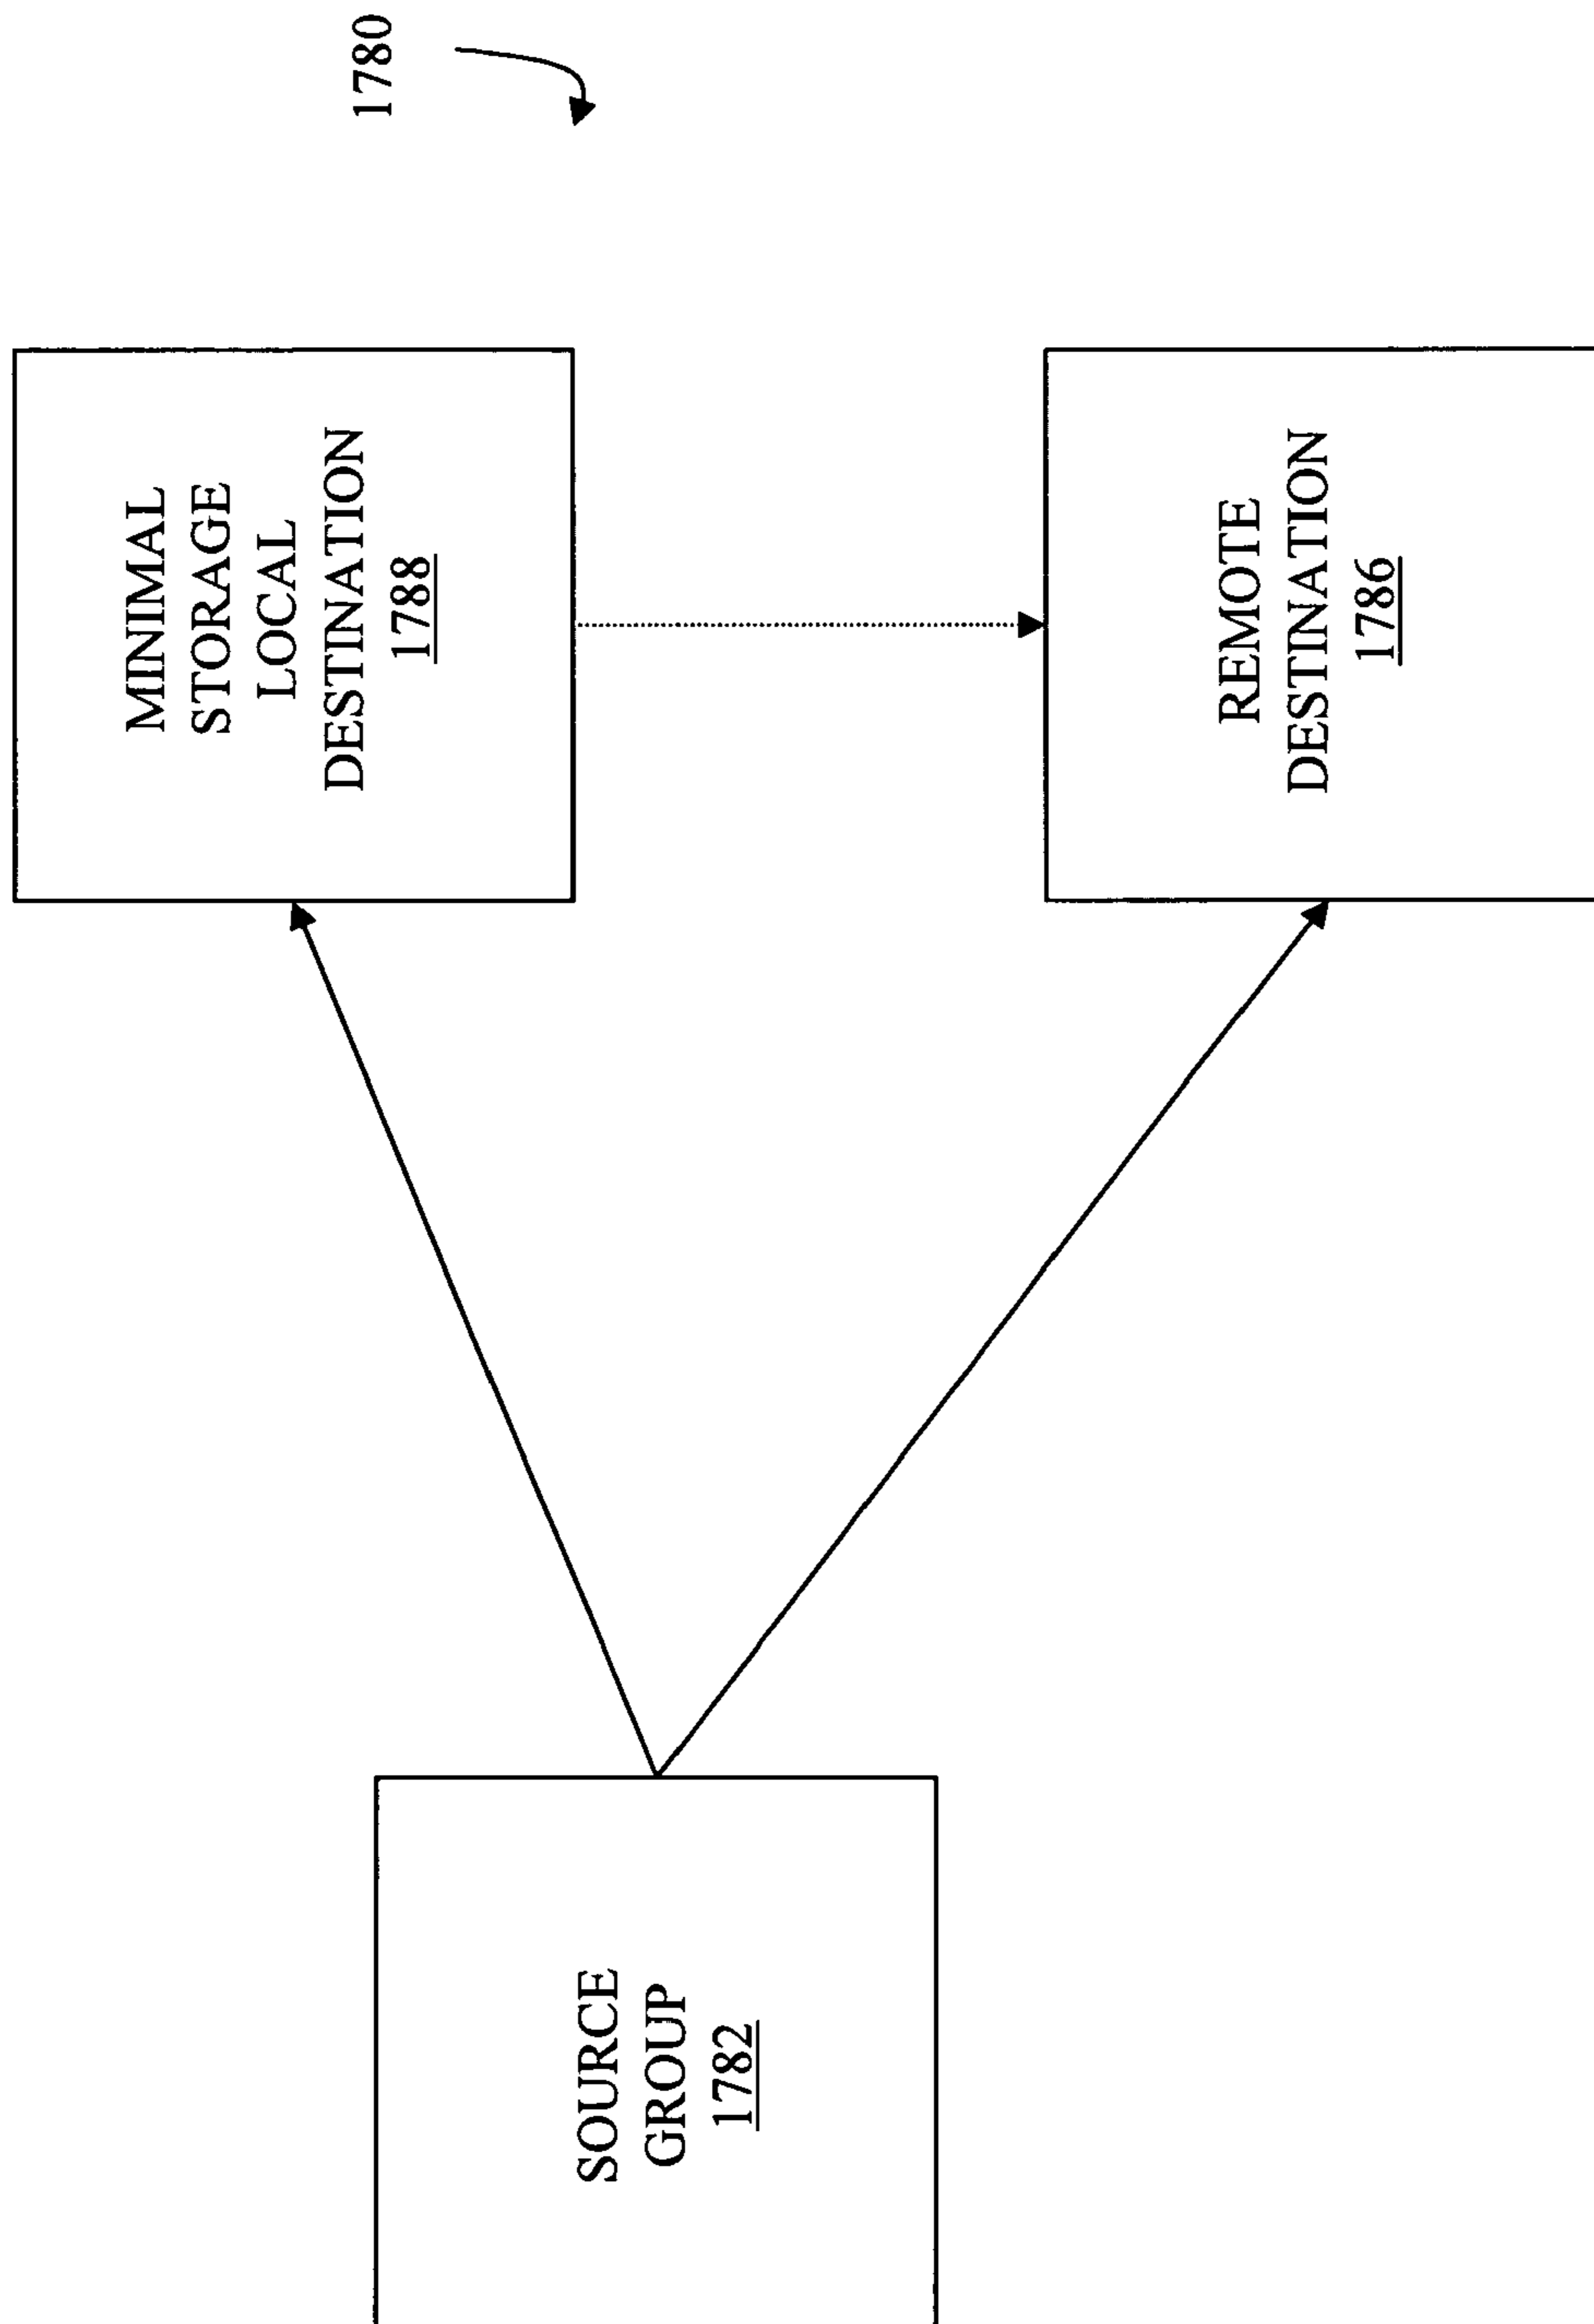 1780
MINIMAL
STORAGE
LOCAL
DESTINATION
1788
SOURCE
GROUP
1782
REMOTE
DESTINATION
1786